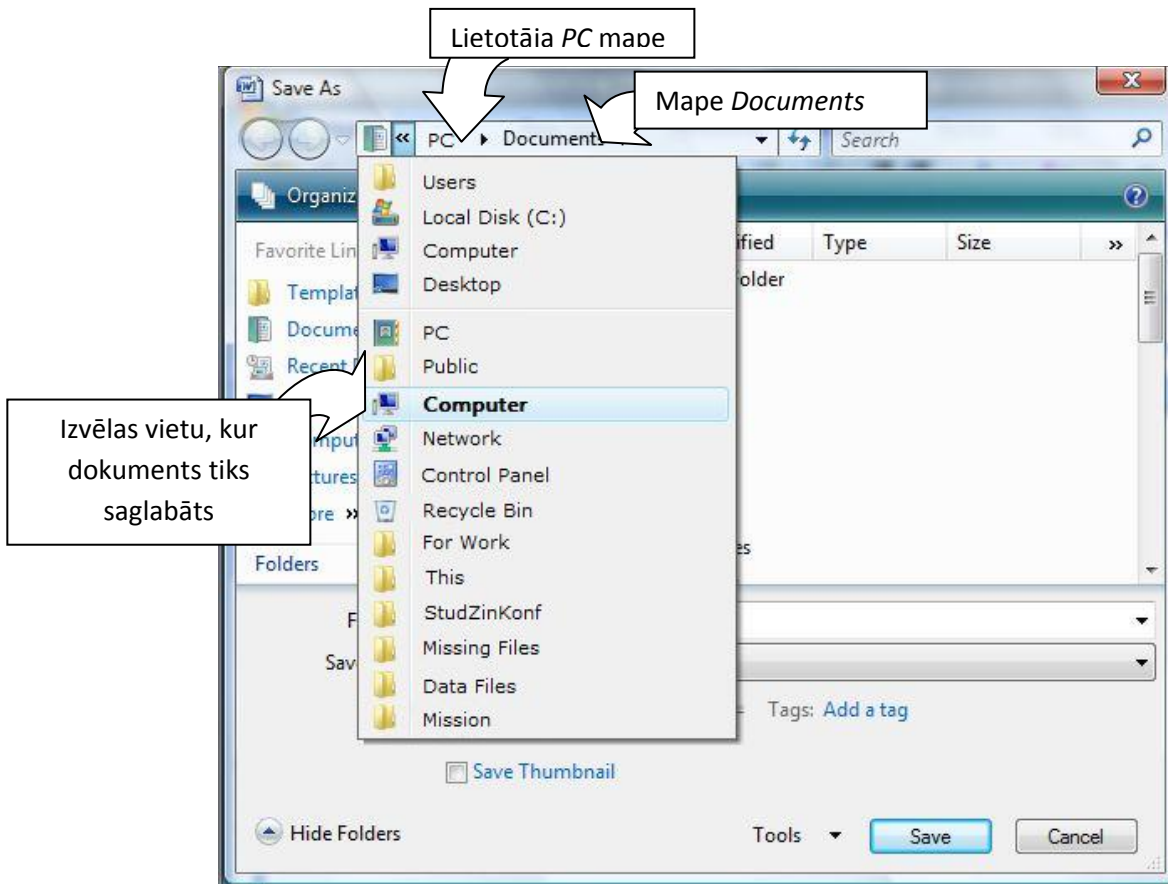 Lietotāja PC mape
Save As
Mape Documents
« PC Documents
Search
Users
Local Disk (C:)
Computer
Desktop
PC
Public
Computer
Network
Control Panel
Recycle Bin
For Work
This
StudZinKonf
Missing Files
Data Files
Mission
Organiz
Favorite Lin
Templat
Docume
Recent
mput
tures
ore »
Folders
ified Type Size »
older
es
Izvēlas vietu, kur
dokuments tiks
saglabāts
F
Sav
Tags: Add a tag
Save Thumbnail
Hide Folders Tools Save Cancel